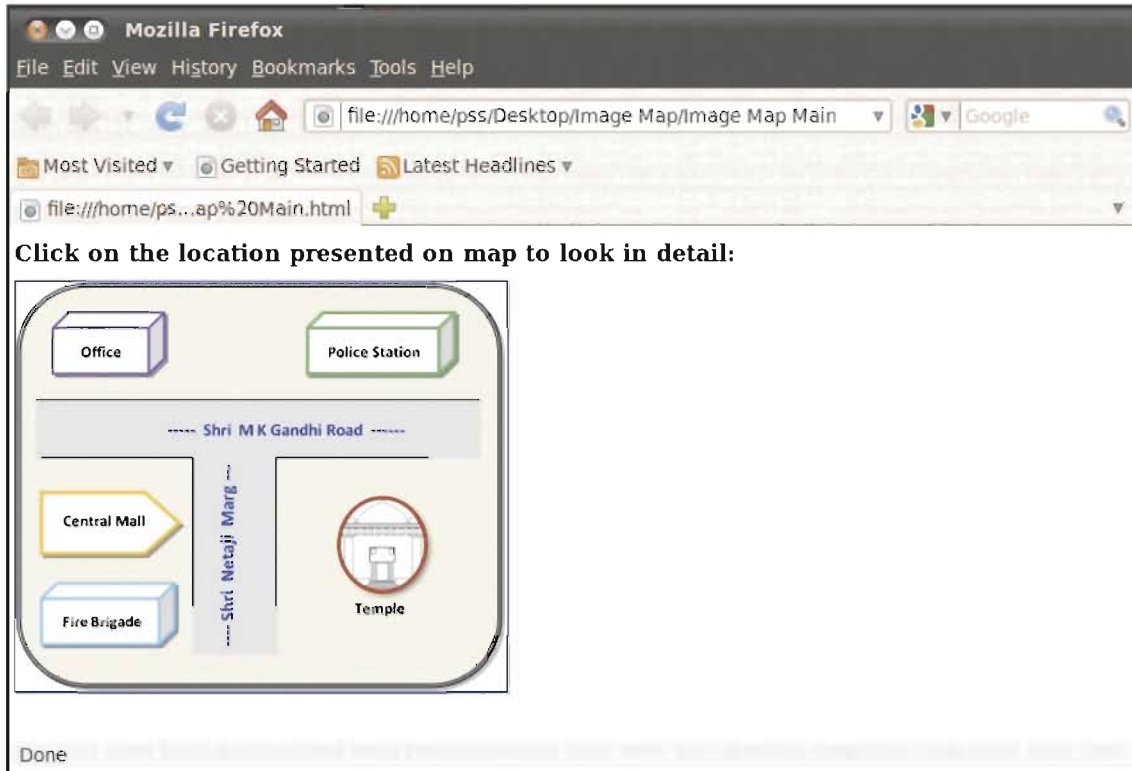 Mozilla Firefox
File Edit View History Bookmarks Tools Help
file:///home/pss/Desktop/Image Map/Image Map Main
Google
Most Visited Getting Started Latest Headlines
file:///home/ps...ap%20Main.html
Click on the location presented on map to look in detail:
Office
Police Station
----- Shri M K Gandhi Road ------
Central Mall
---- Shri Netaji Marg ---
Fire Brigade
Temple
Done